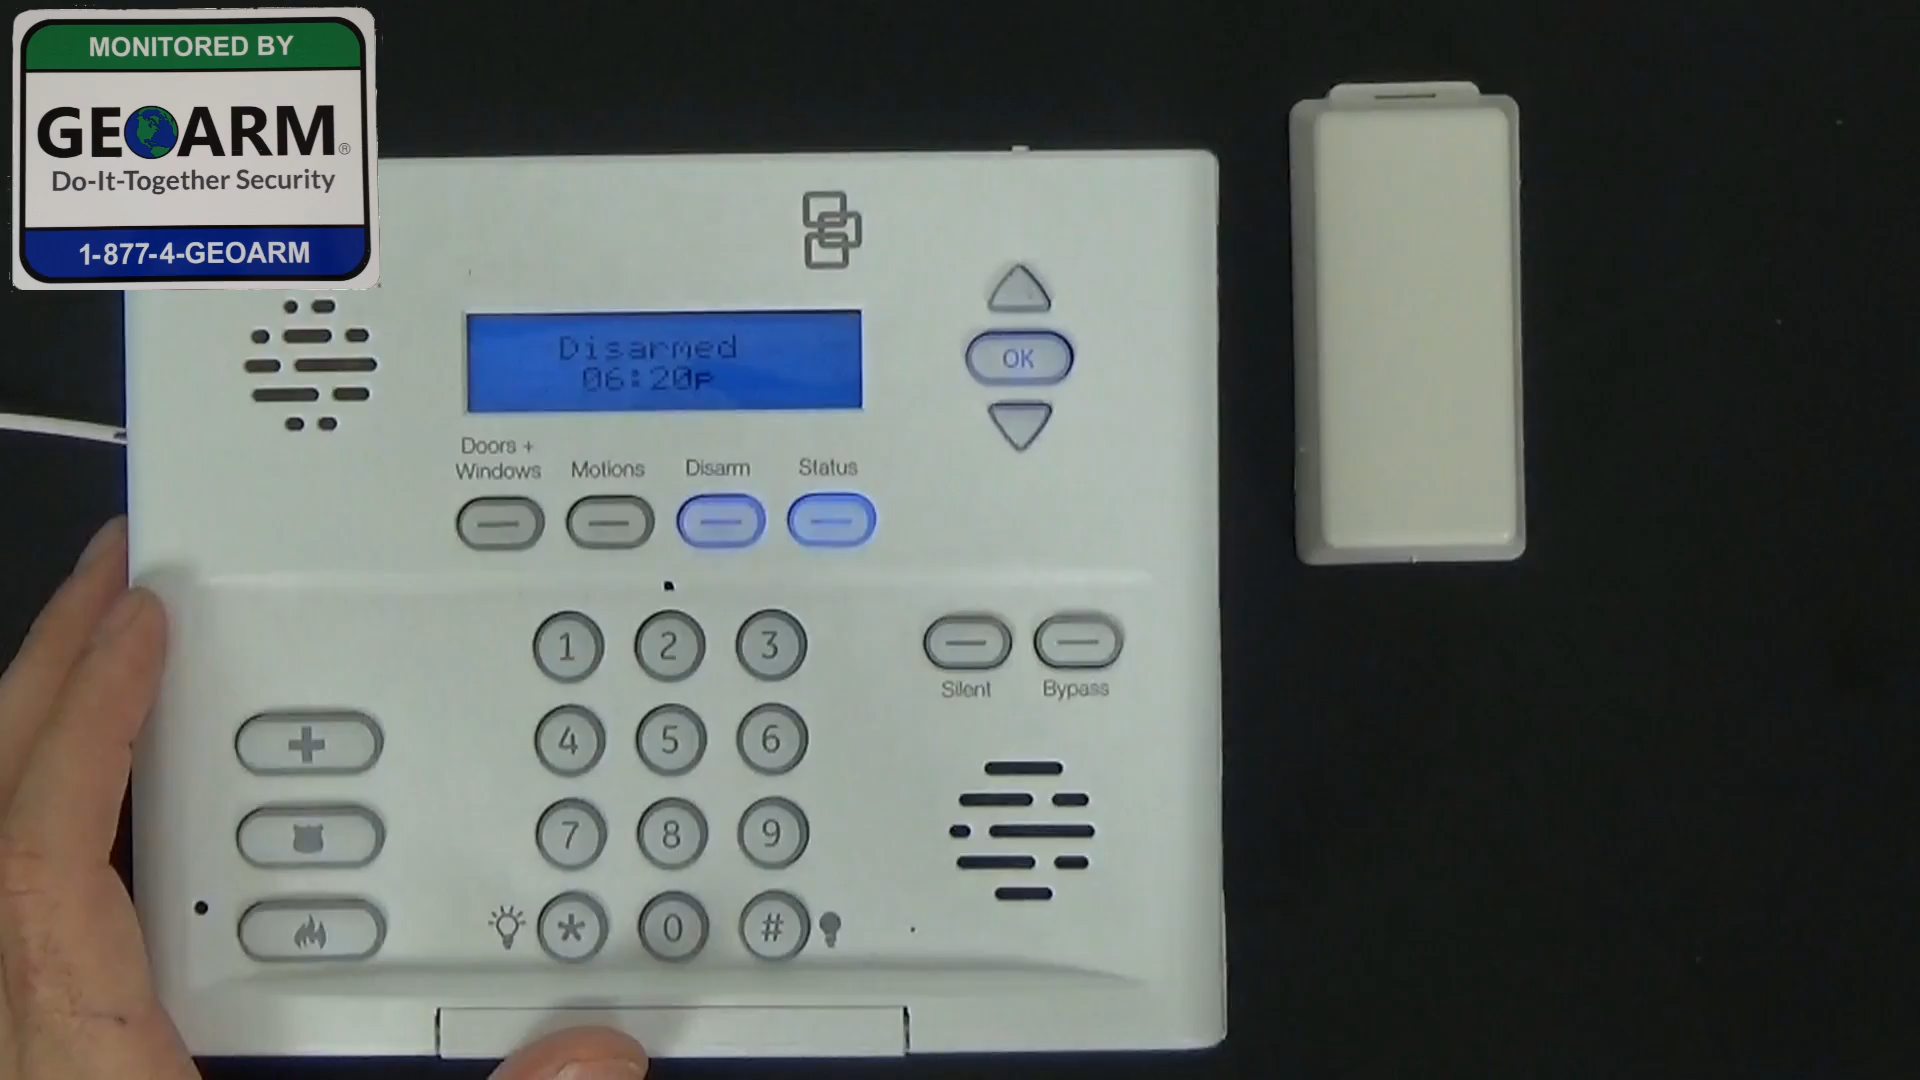 MONITORED BY
GEOARM®
Do-It-Together Security
1-877-4-GEOARM
Disarmed
06:20P
OK
Doors +
Windows
Motions
Disarm
Status
1
2
3
Silent
Bypass
4
5
6
7
8
9
*
0
#